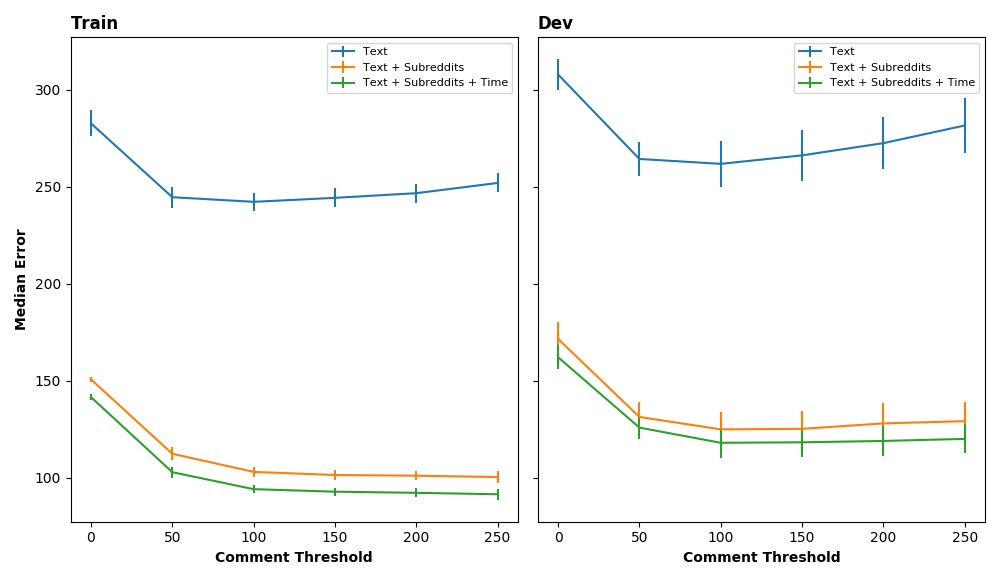 Train
Text
Text + Subreddits
Text + Subreddits + Time
300
250
200
150
100
Median Error
0 50 100 150 200 250
Comment Threshold
Dev
Text
Text + Subreddits
Text + Subreddits + Time
0 50 100 150 200 250
Comment Threshold